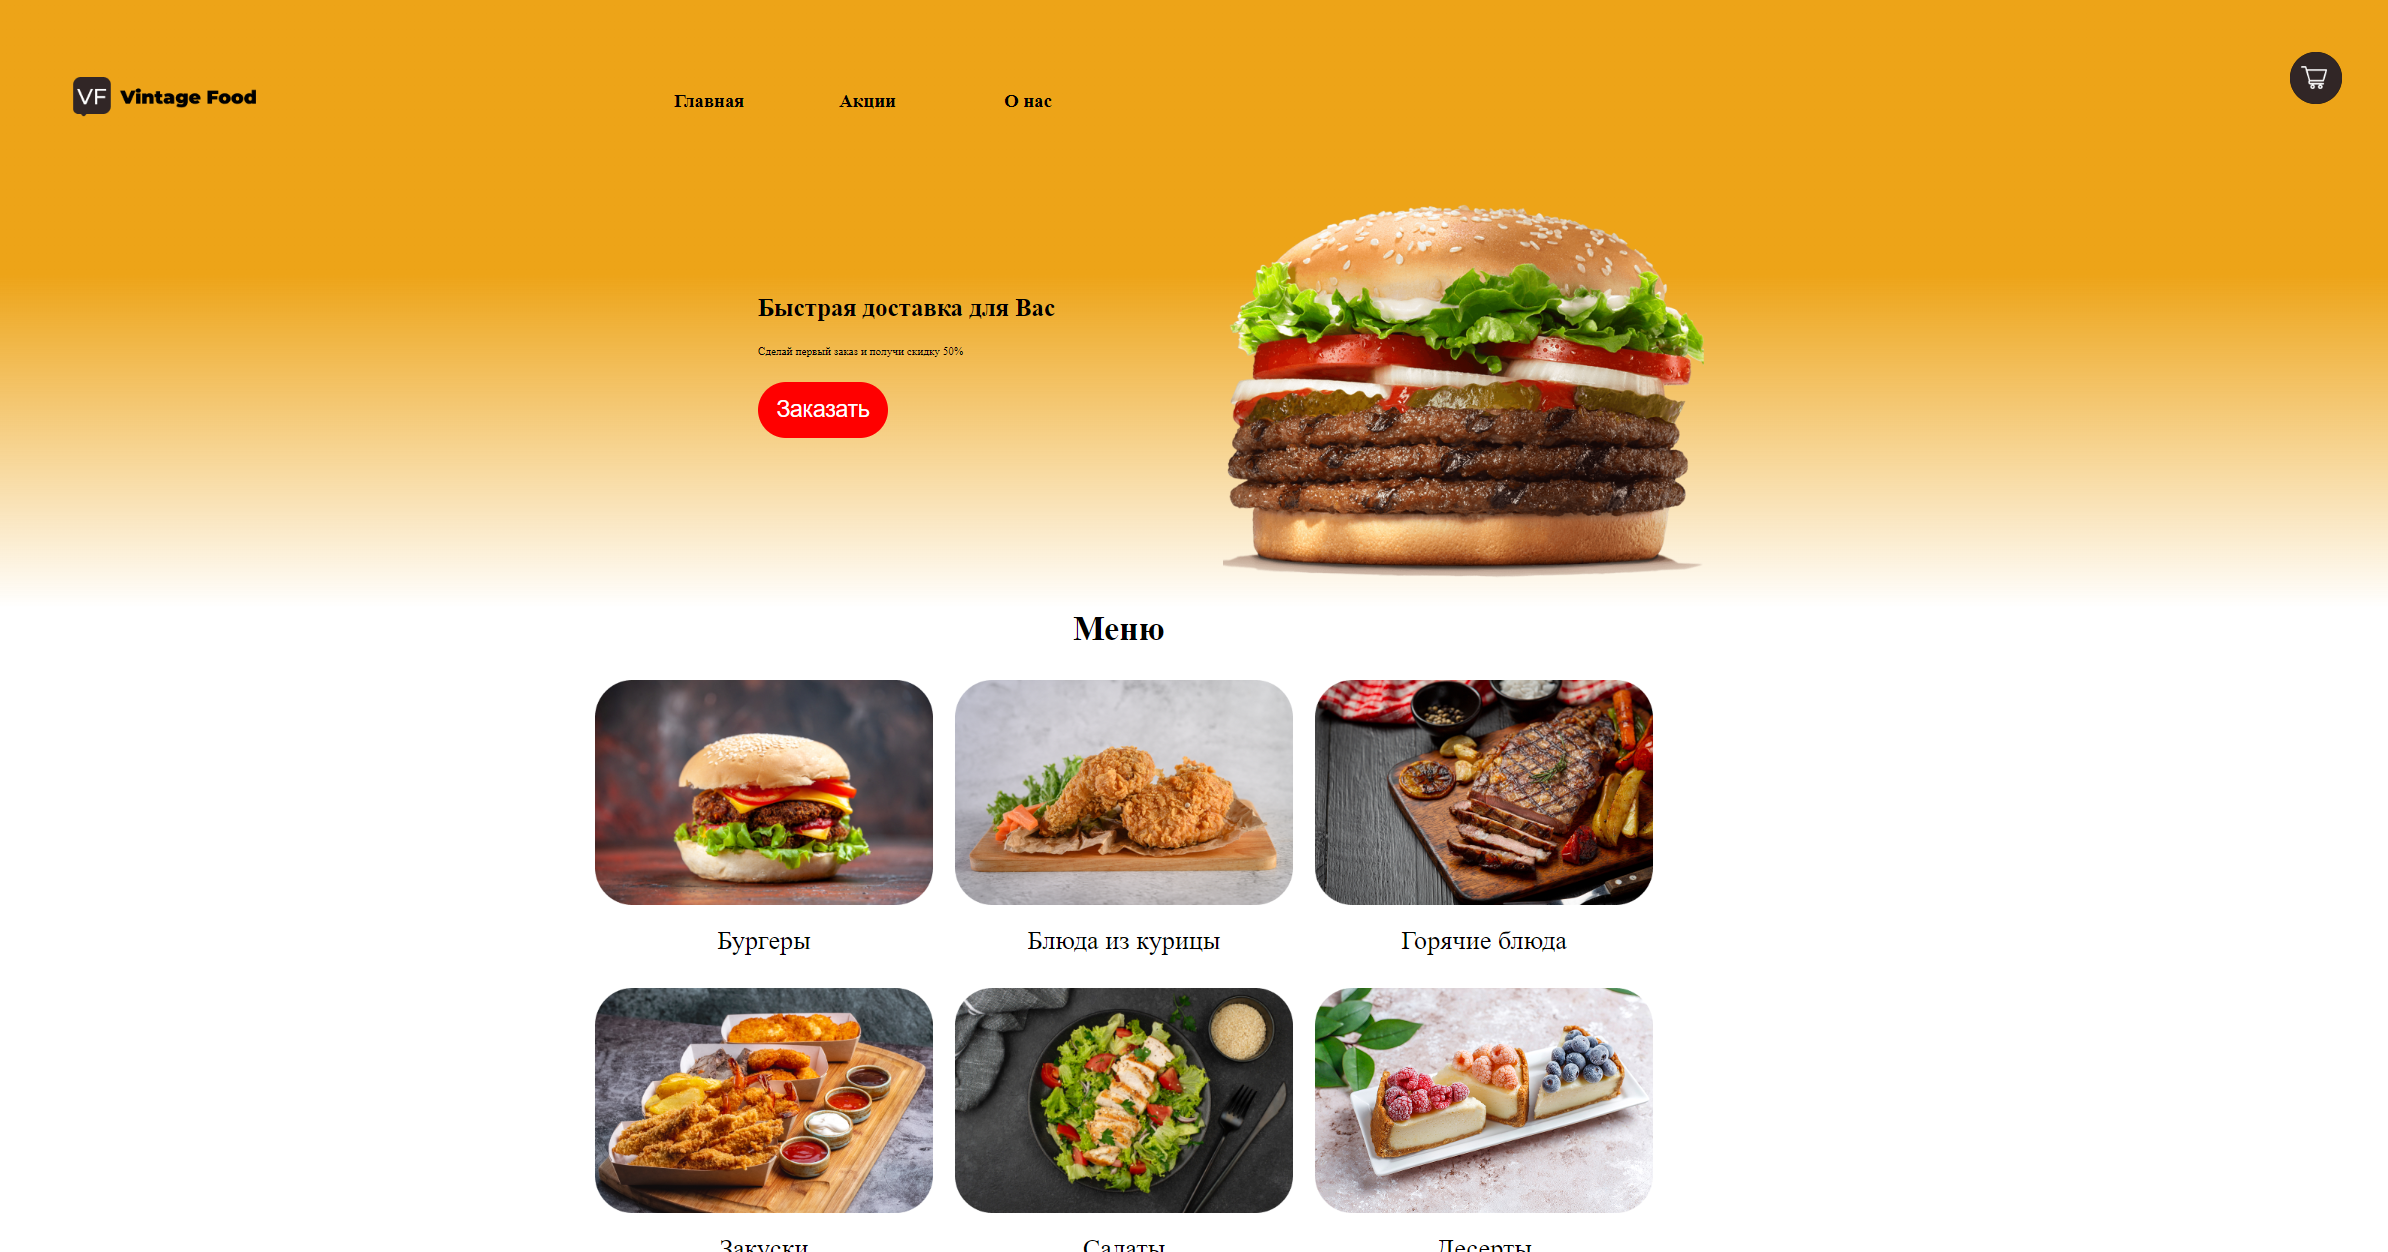 VF Vintage Food
Главная Акции О нас
Быстрая доставка для Вас
Сделай первый заказ и получи скидку 50%
Заказать
Меню
Бургеры Блюда из курицы Горячие блюда
Закуски Салаты Десерты